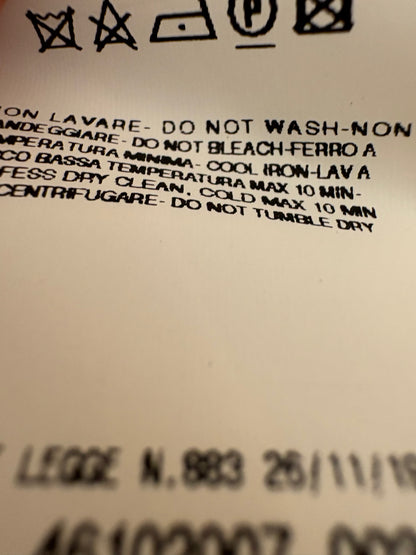 P
ON LAVARE- DO NOT WASH-NON
ANDEGGIARE- DO NOT BLEACH-FERRO A
MPERATURA MINIMA- COOL IRON-LAVA
CO BASSA TEMPERATURA MAX 10 MIN-
FESS DRY CLEAN. COLD MAX 10 MIN
CENTRIFUGARE- DO NOT TUMBLE DRY
LEGGE N.883 26/11/19
46102007